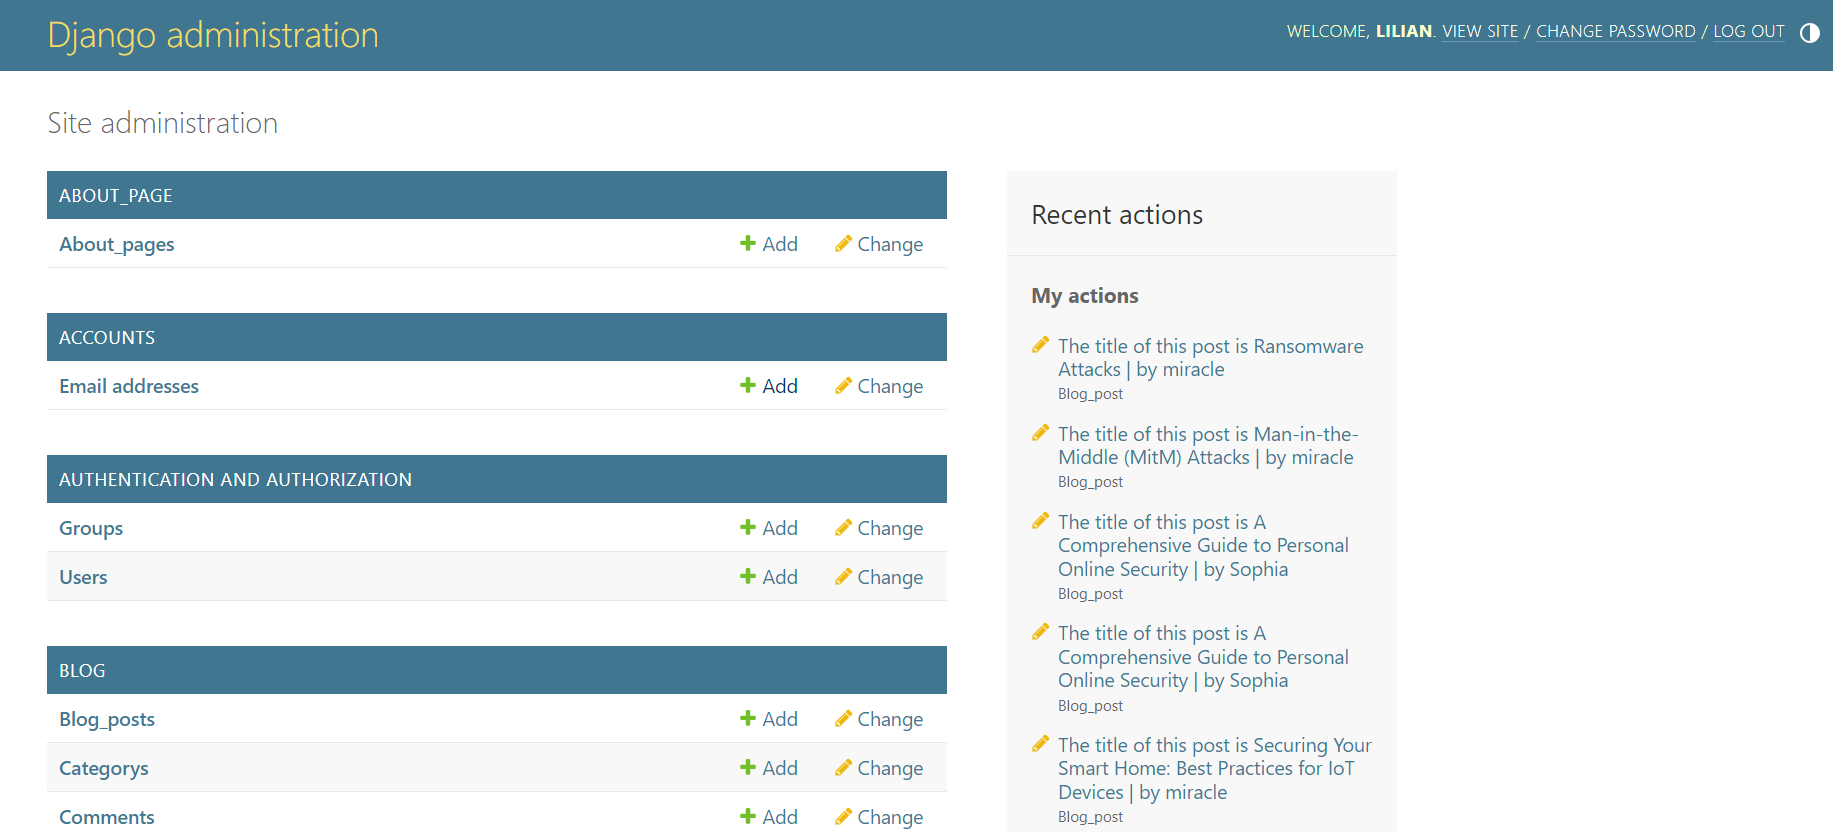 Django administration
WELCOME, LILIAN. VIEW SITE / CHANGE PASSWORD / LOG OUT
Site administration
ABOUT_PAGE
About_pages Add Change
ACCOUNTS
Email addresses Add Change
AUTHENTICATION AND AUTHORIZATION
Groups Add Change
Users Add Change
BLOG
Blog_posts Add Change
Categorys Add Change
Comments Add Change
Recent actions
My actions
The title of this post is Ransomware
Attacks | by miracle
Blog_post
The title of this post is Man-in-the-
Middle (MitM) Attacks | by miracle
Blog_post
The title of this post is A
Comprehensive Guide to Personal
Online Security | by Sophia
Blog_post
The title of this post is A
Comprehensive Guide to Personal
Online Security | by Sophia
Blog_post
The title of this post is Securing Your
Smart Home: Best Practices for IoT
Devices | by miracle
Blog_post